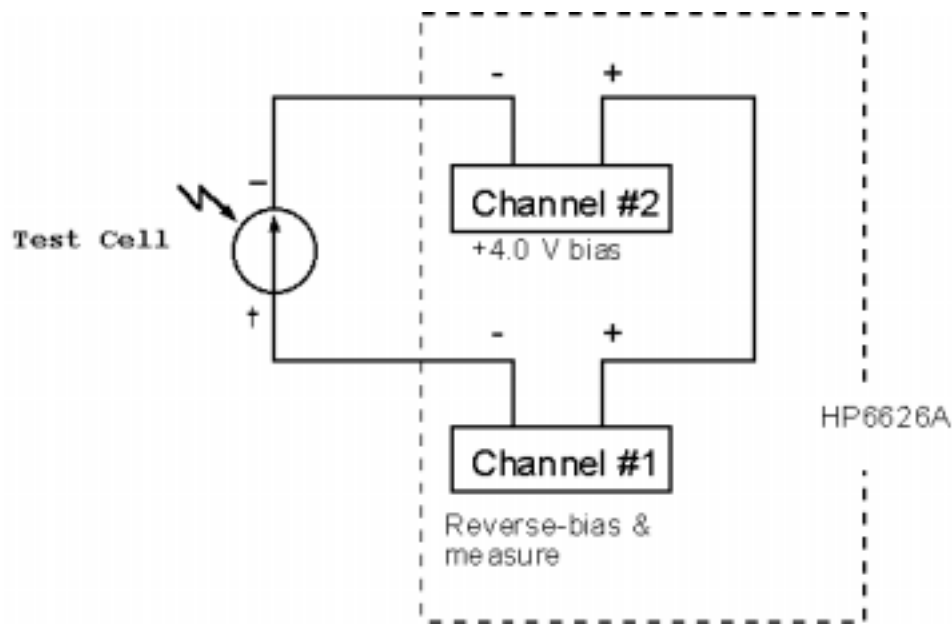 - +
Channel #2
+4.0 V bias
–
Test Cell
+
- +
Channel #1
Reverse-bias &
measure
HP6626A